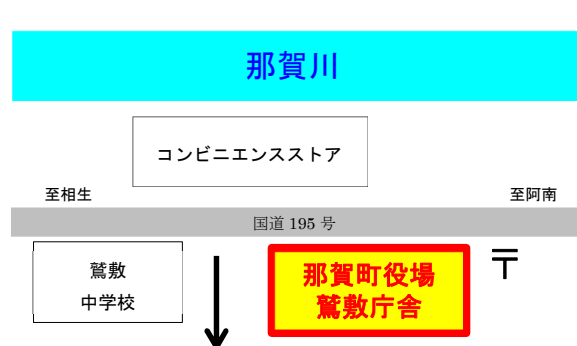 那賀川
コンビニエンスストア
至相生
至阿南
国道 195 号
鷲敷
中学校
那賀町役場
鷲敷庁舎
〒